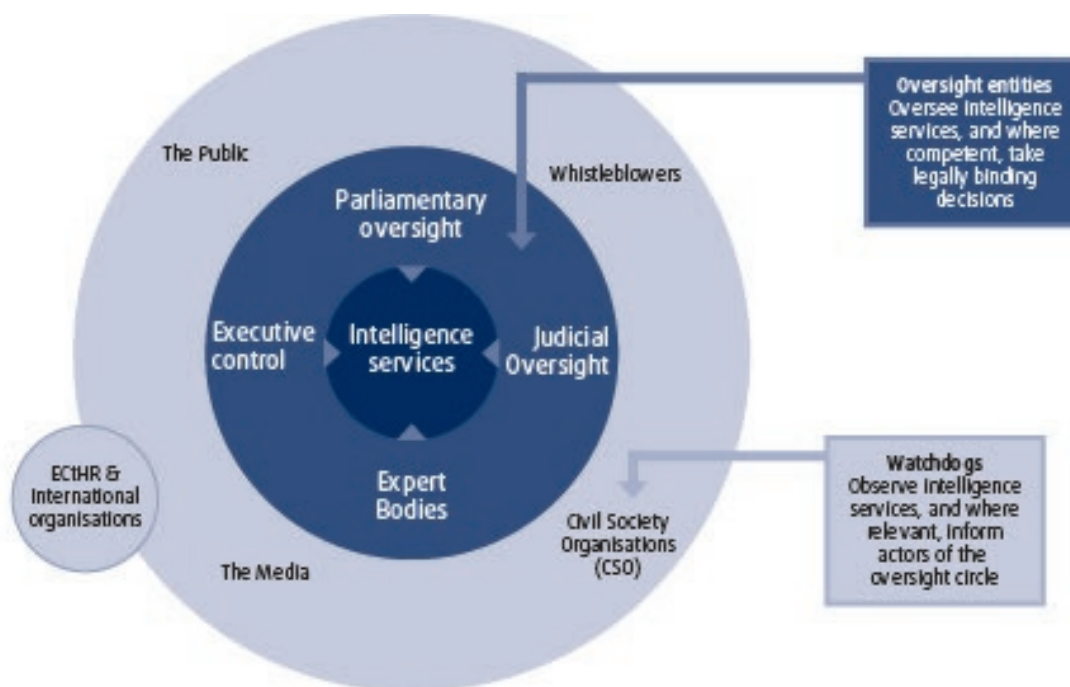 The Public
Whistleblowers
Parliamentary
oversight
Executive
control
Intelligence
services
Judicial
Oversight
Expert
Bodies
ECtHR &
International
organisations
The Media
Civil Society
Organisations
(CSO)
Oversight entities
Oversee intelligence
services, and where
competent, take
legally binding
decisions
Watchdogs
Observe intelligence
services, and where
relevant, inform
actors of the
oversight circle